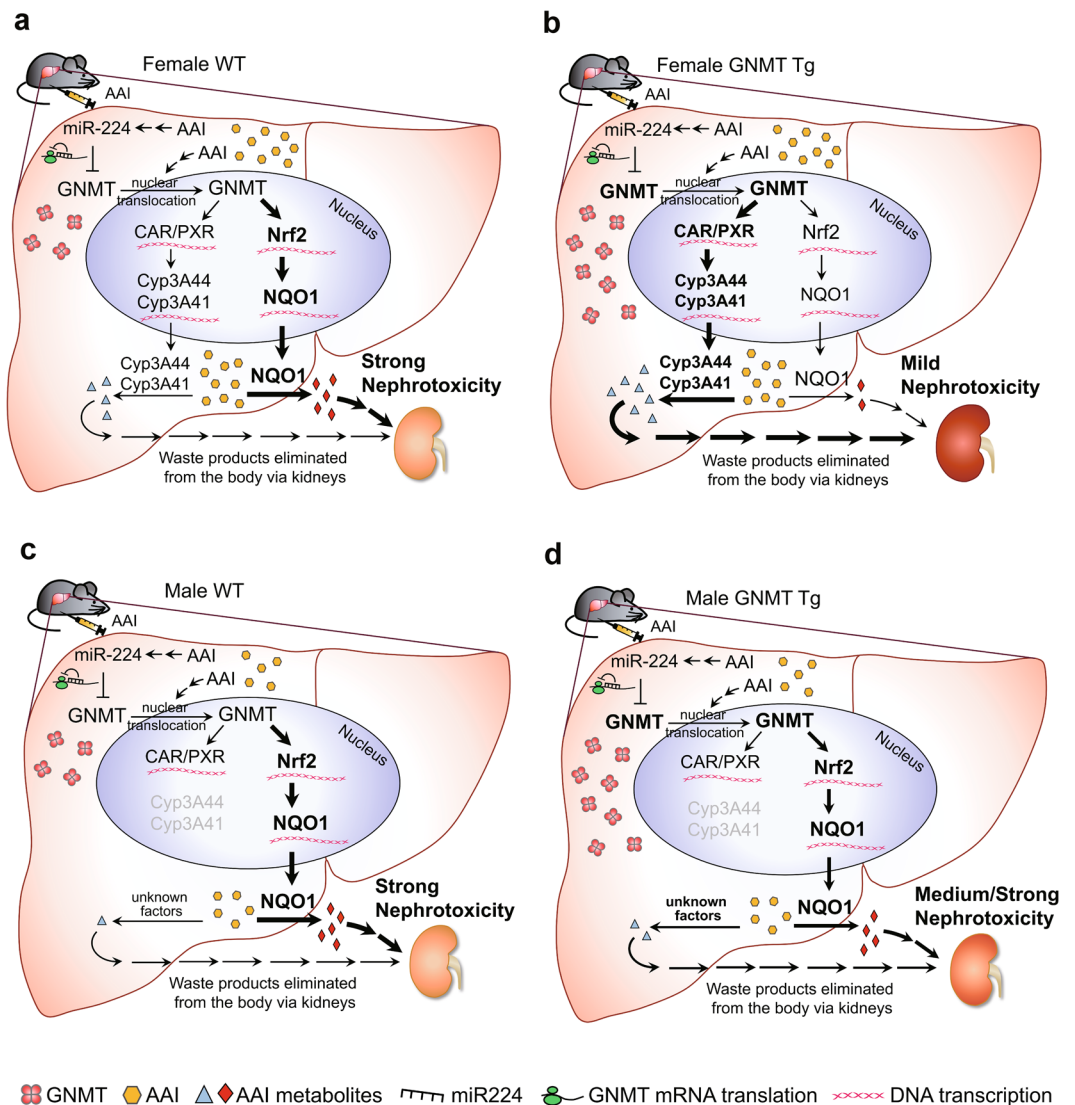 a
Female WT
AAI
miR-224
AAI
AAI
GNMT
nuclear
translocation
GNMT
Nucleus
CAR/PXR
Nrf2
Cyp3A44
Cyp3A41
NQO1
Cyp3A44
Cyp3A41
NQO1
Strong
Nephrotoxicity
Waste products eliminated
from the body via kidneys
b
Female GNMT Tg
AAI
miR-224
AAI
AAI
GNMT
nuclear
translocation
GNMT
Nucleus
CAR/PXR
Nrf2
Cyp3A44
Cyp3A41
NQO1
Cyp3A44
Cyp3A41
NQO1
Mild
Nephrotoxicity
Waste products eliminated
from the body via kidneys
c
Male WT
AAI
miR-224
AAI
AAI
GNMT
nuclear
translocation
GNMT
Nucleus
CAR/PXR
Nrf2
Cyp3A44
Cyp3A41
NQO1
unknown
factors
NQO1
Strong
Nephrotoxicity
Waste products eliminated
from the body via kidneys
d
Male GNMT Tg
AAI
miR-224
AAI
AAI
GNMT
nuclear
translocation
GNMT
Nucleus
CAR/PXR
Nrf2
Cyp3A44
Cyp3A41
NQO1
unknown
factors
NQO1
Medium/Strong
Nephrotoxicity
Waste products eliminated
from the body via kidneys
GNMT AAI AAI metabolites miR224 GNMT mRNA translation DNA transcription